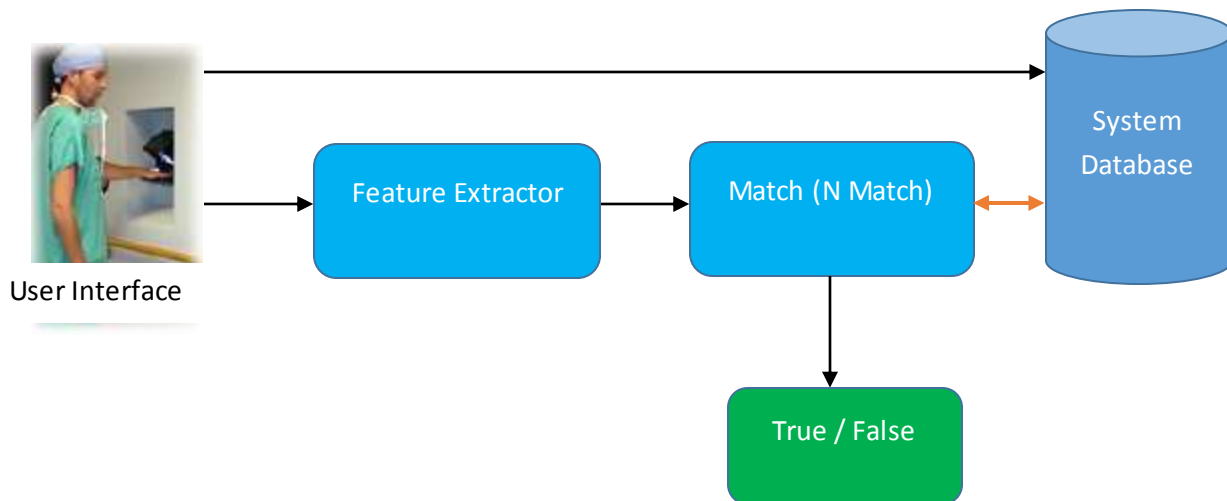 System
Database
Feature Extractor
Match (N Match)
User Interface
True / False